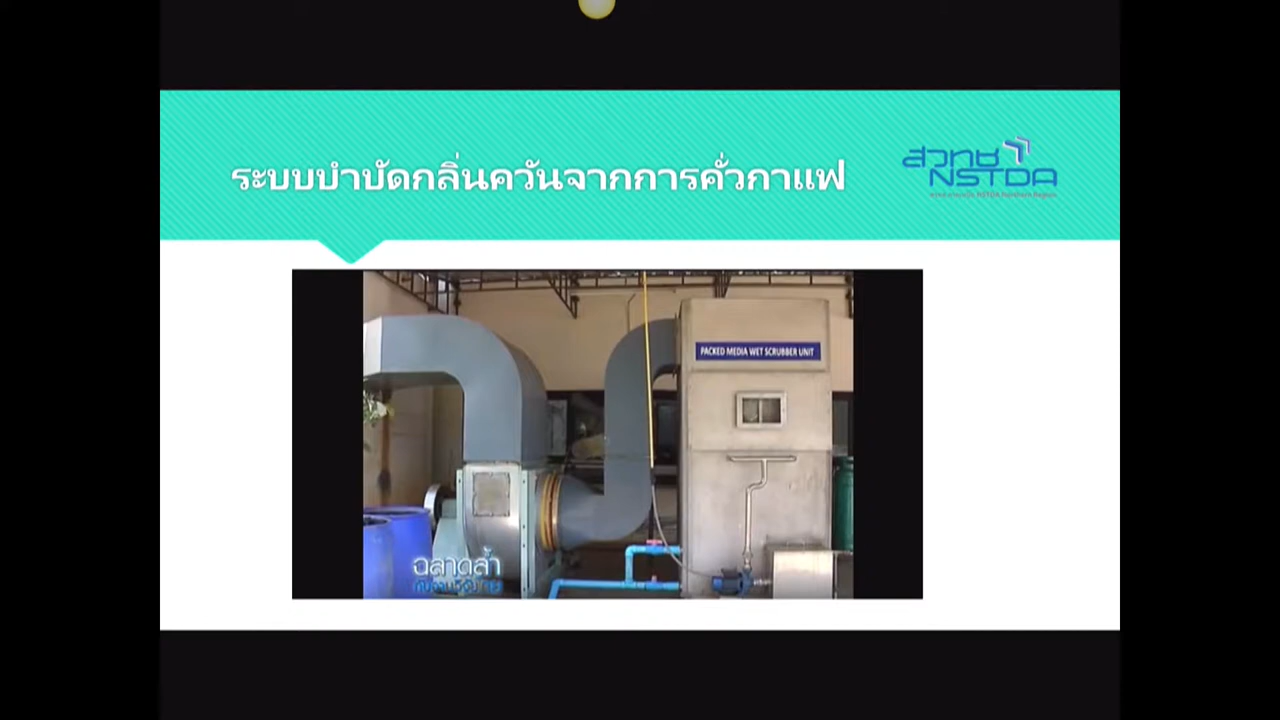 ระบบบำบัดกลิ่นควันจากการคั่วกาแฟ
สวทช
NSTDA
PACKED MEDIA WET SCRUBBER UNIT
ฉลาดล้ำ